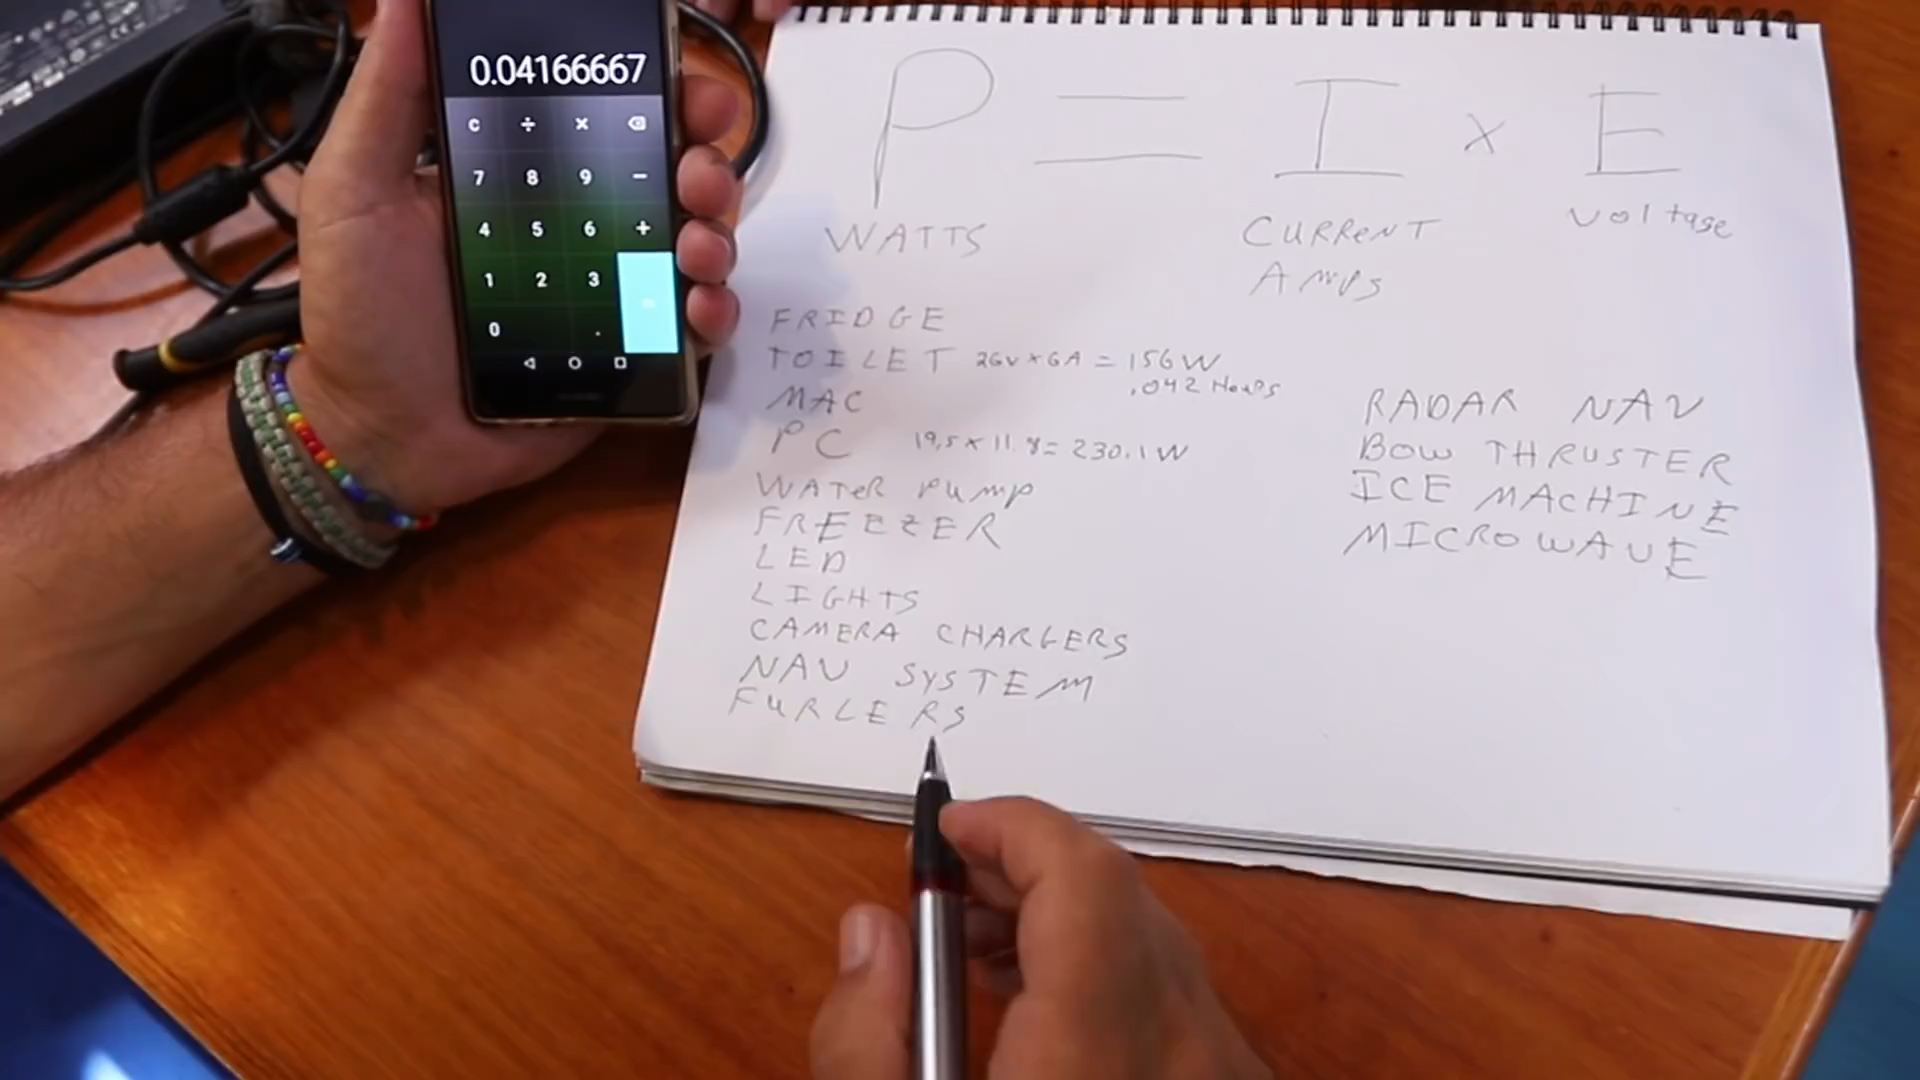 0.04166667
C ÷ ×
7 8 9 −
4 5 6 +
1 2 3
0 . =
P = I x E
WATTS CURRENT voltage
AMPS
FRIDGE
TOILET 26V x 6A = 156W
.042 Hours
MAC
PC 19.5 x 11.8 = 230.1W
WATER PUMP
FREEZER
LED
LIGHTS
CAMERA CHARGERS
NAV SYSTEM
FURLERS
RADAR NAV
BOW THRUSTER
ICE MACHINE
MICROWAVE